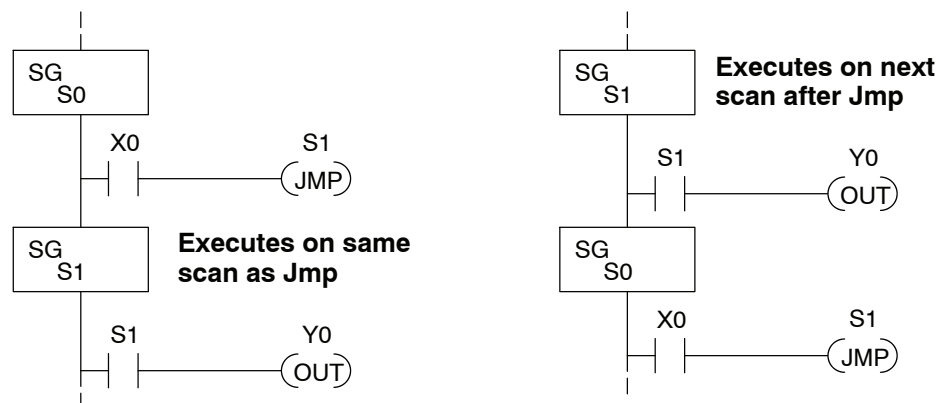 SG
S0
X0
S1
JMP
SG
S1
Executes on same
scan as Jmp
S1
Y0
OUT
SG
S1
Executes on next
scan after Jmp
S1
Y0
OUT
SG
S0
X0
S1
JMP